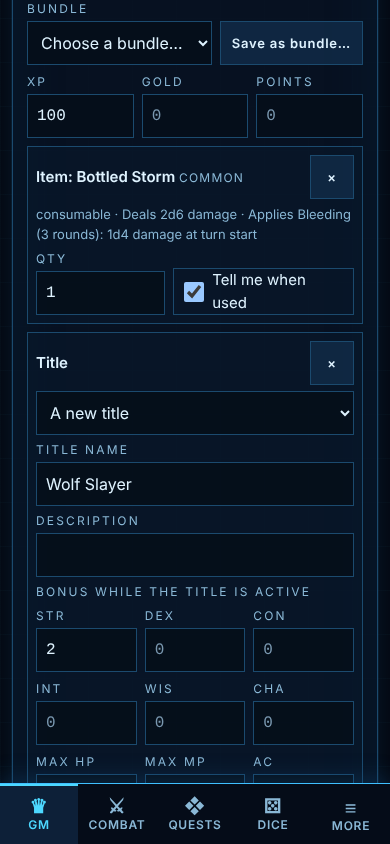 BUNDLE
Choose a bundle... Save as bundle...
XP GOLD POINTS
100 0 0
Item: Bottled Storm COMMON ×
consumable · Deals 2d6 damage · Applies Bleeding
(3 rounds): 1d4 damage at turn start
QTY
1 Tell me when
used
Title ×
A new title
TITLE NAME
Wolf Slayer
DESCRIPTION
BONUS WHILE THE TITLE IS ACTIVE
STR DEX CON
2 0 0
INT WIS CHA
0 0 0
MAX HP MAX MP AC
GM COMBAT QUESTS DICE MORE